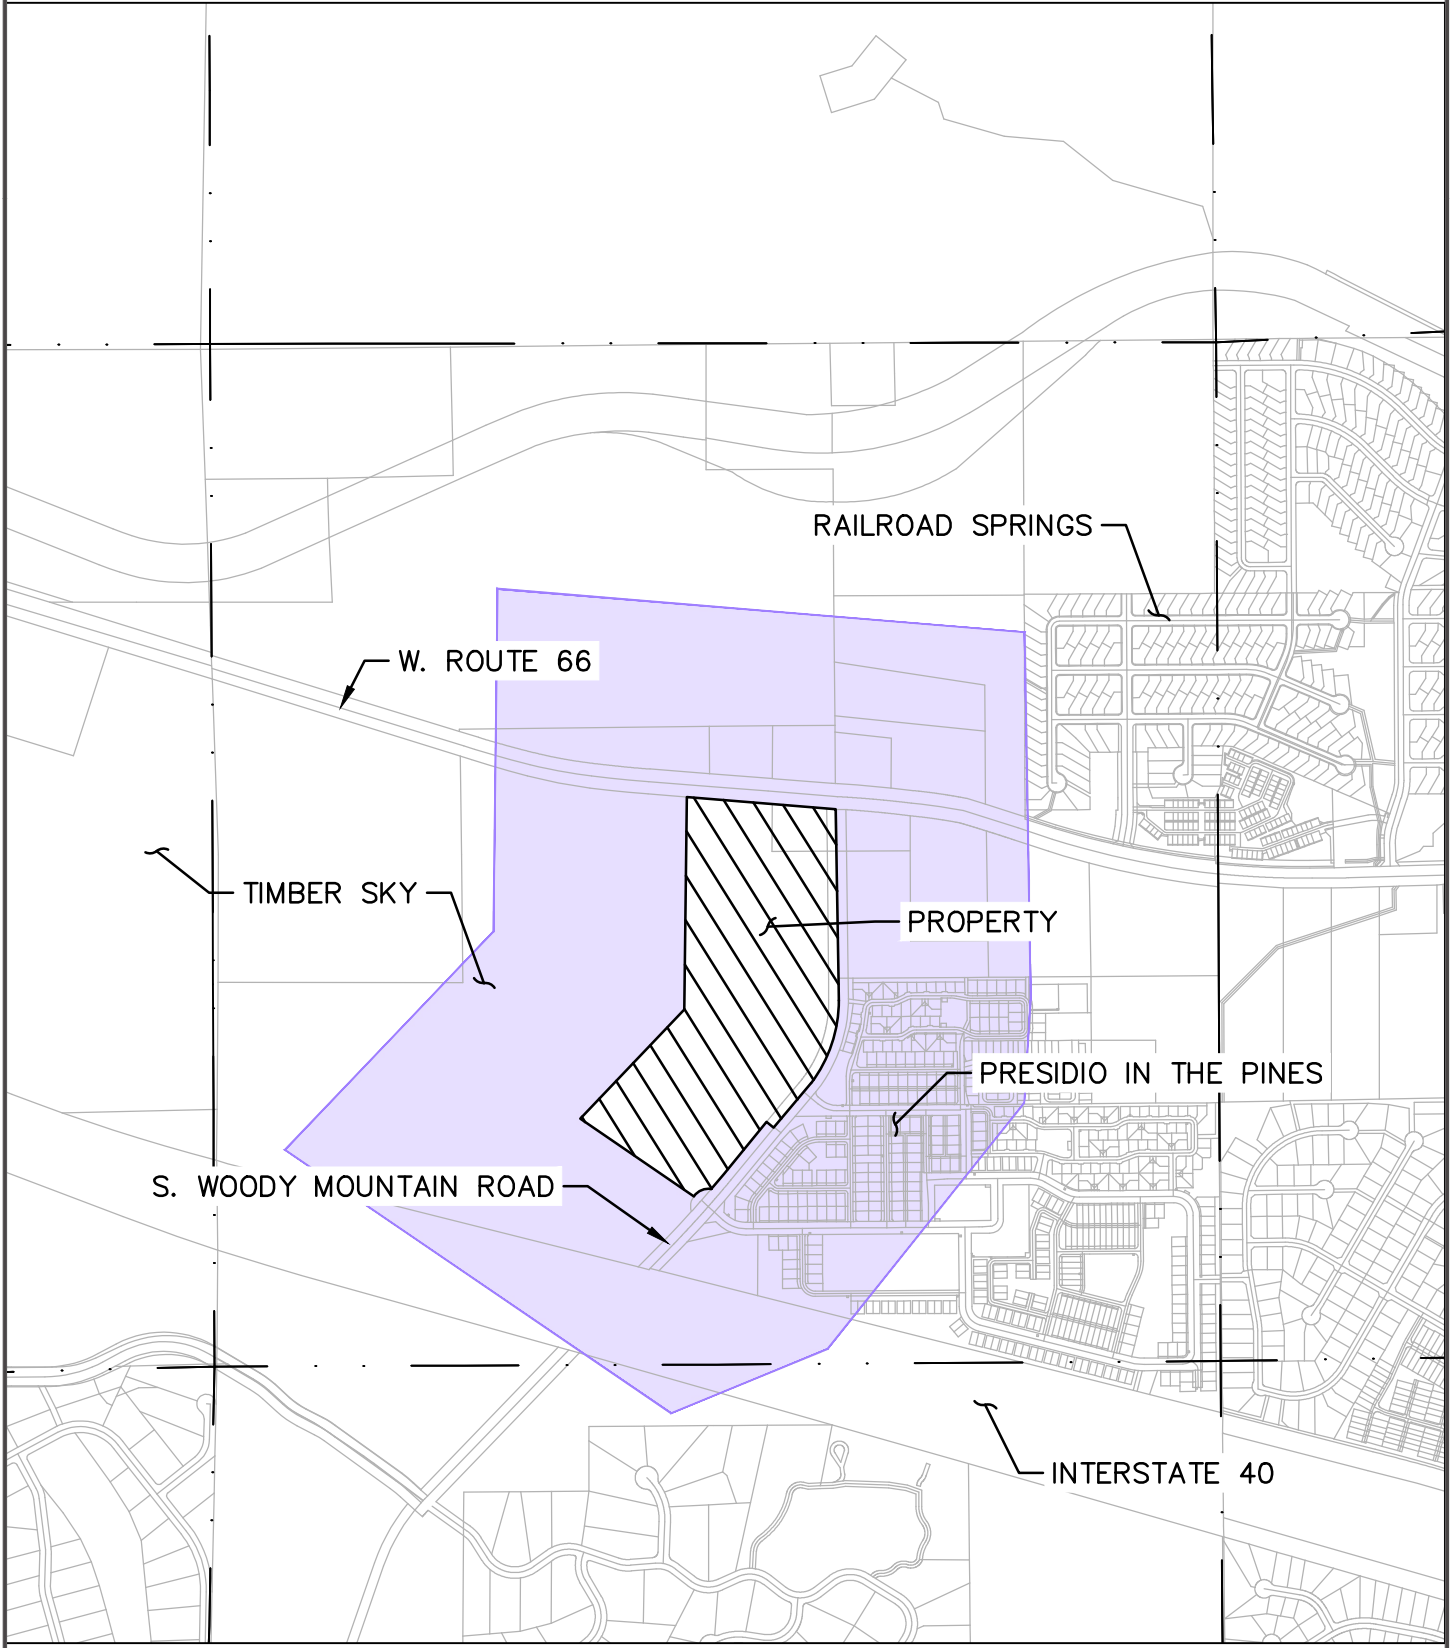 RAILROAD SPRINGS
W. ROUTE 66
TIMBER SKY
PROPERTY
PRESIDIO IN THE PINES
S. WOODY MOUNTAIN ROAD
INTERSTATE 40